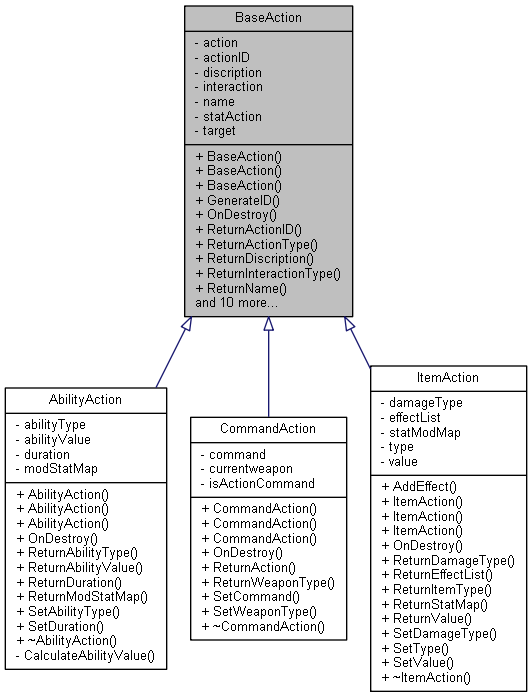 BaseAction
- action
- actionID
- discription
- interaction
- name
- statAction
- target
+ BaseAction()
+ BaseAction()
+ BaseAction()
+ GenerateID()
+ OnDestroy()
+ ReturnActionID()
+ ReturnActionType()
+ ReturnDiscription()
+ ReturnInteractionType()
+ ReturnName()
and 10 more...
AbilityAction
- abilityType
- abilityValue
- duration
- modStatMap
+ AbilityAction()
+ AbilityAction()
+ AbilityAction()
+ OnDestroy()
+ ReturnAbilityType()
+ ReturnAbilityValue()
+ ReturnDuration()
+ ReturnModStatMap()
+ SetAbilityType()
+ SetDuration()
+ ~AbilityAction()
- CalculateAbilityValue()
CommandAction
- command
- currentweapon
- isActionCommand
+ CommandAction()
+ CommandAction()
+ CommandAction()
+ OnDestroy()
+ ReturnAction()
+ ReturnWeaponType()
+ SetCommand()
+ SetWeaponType()
+ ~CommandAction()
ItemAction
- damageType
- effectList
- statModMap
- type
- value
+ AddEffect()
+ ItemAction()
+ ItemAction()
+ ItemAction()
+ OnDestroy()
+ ReturnDamageType()
+ ReturnEffectList()
+ ReturnItemType()
+ ReturnStatMap()
+ ReturnValue()
+ SetDamageType()
+ SetType()
+ SetValue()
+ ~ItemAction()